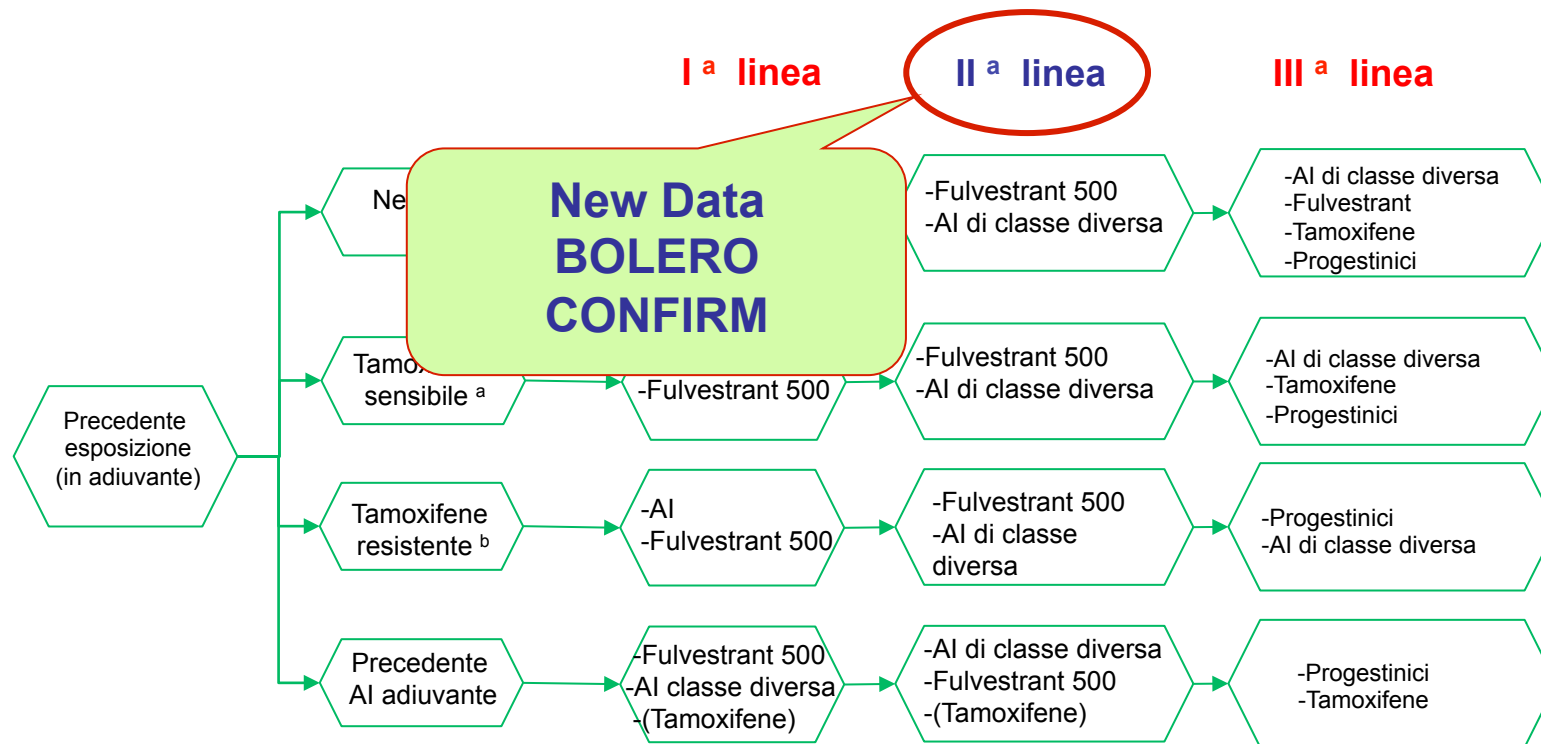 I ª linea
II ª linea
III ª linea
New Data
BOLERO
CONFIRM
-Fulvestrant 500
-AI di classe diversa
-AI di classe diversa
-Fulvestrant
-Tamoxifene
-Progestinici
sensibile ª
-Fulvestrant 500
-Fulvestrant 500
-AI di classe diversa
-AI di classe diversa
-Tamoxifene
-Progestinici
Precedente
esposizione
(in adiuvante)
Tamoxifene
resistente ᵇ
-AI
-Fulvestrant 500
-Fulvestrant 500
-AI di classe
diversa
-Progestinici
-AI di classe diversa
Precedente
AI adiuvante
-Fulvestrant 500
-AI classe diversa
-(Tamoxifene)
-AI di classe diversa
-Fulvestrant 500
-(Tamoxifene)
-Progestinici
-Tamoxifene